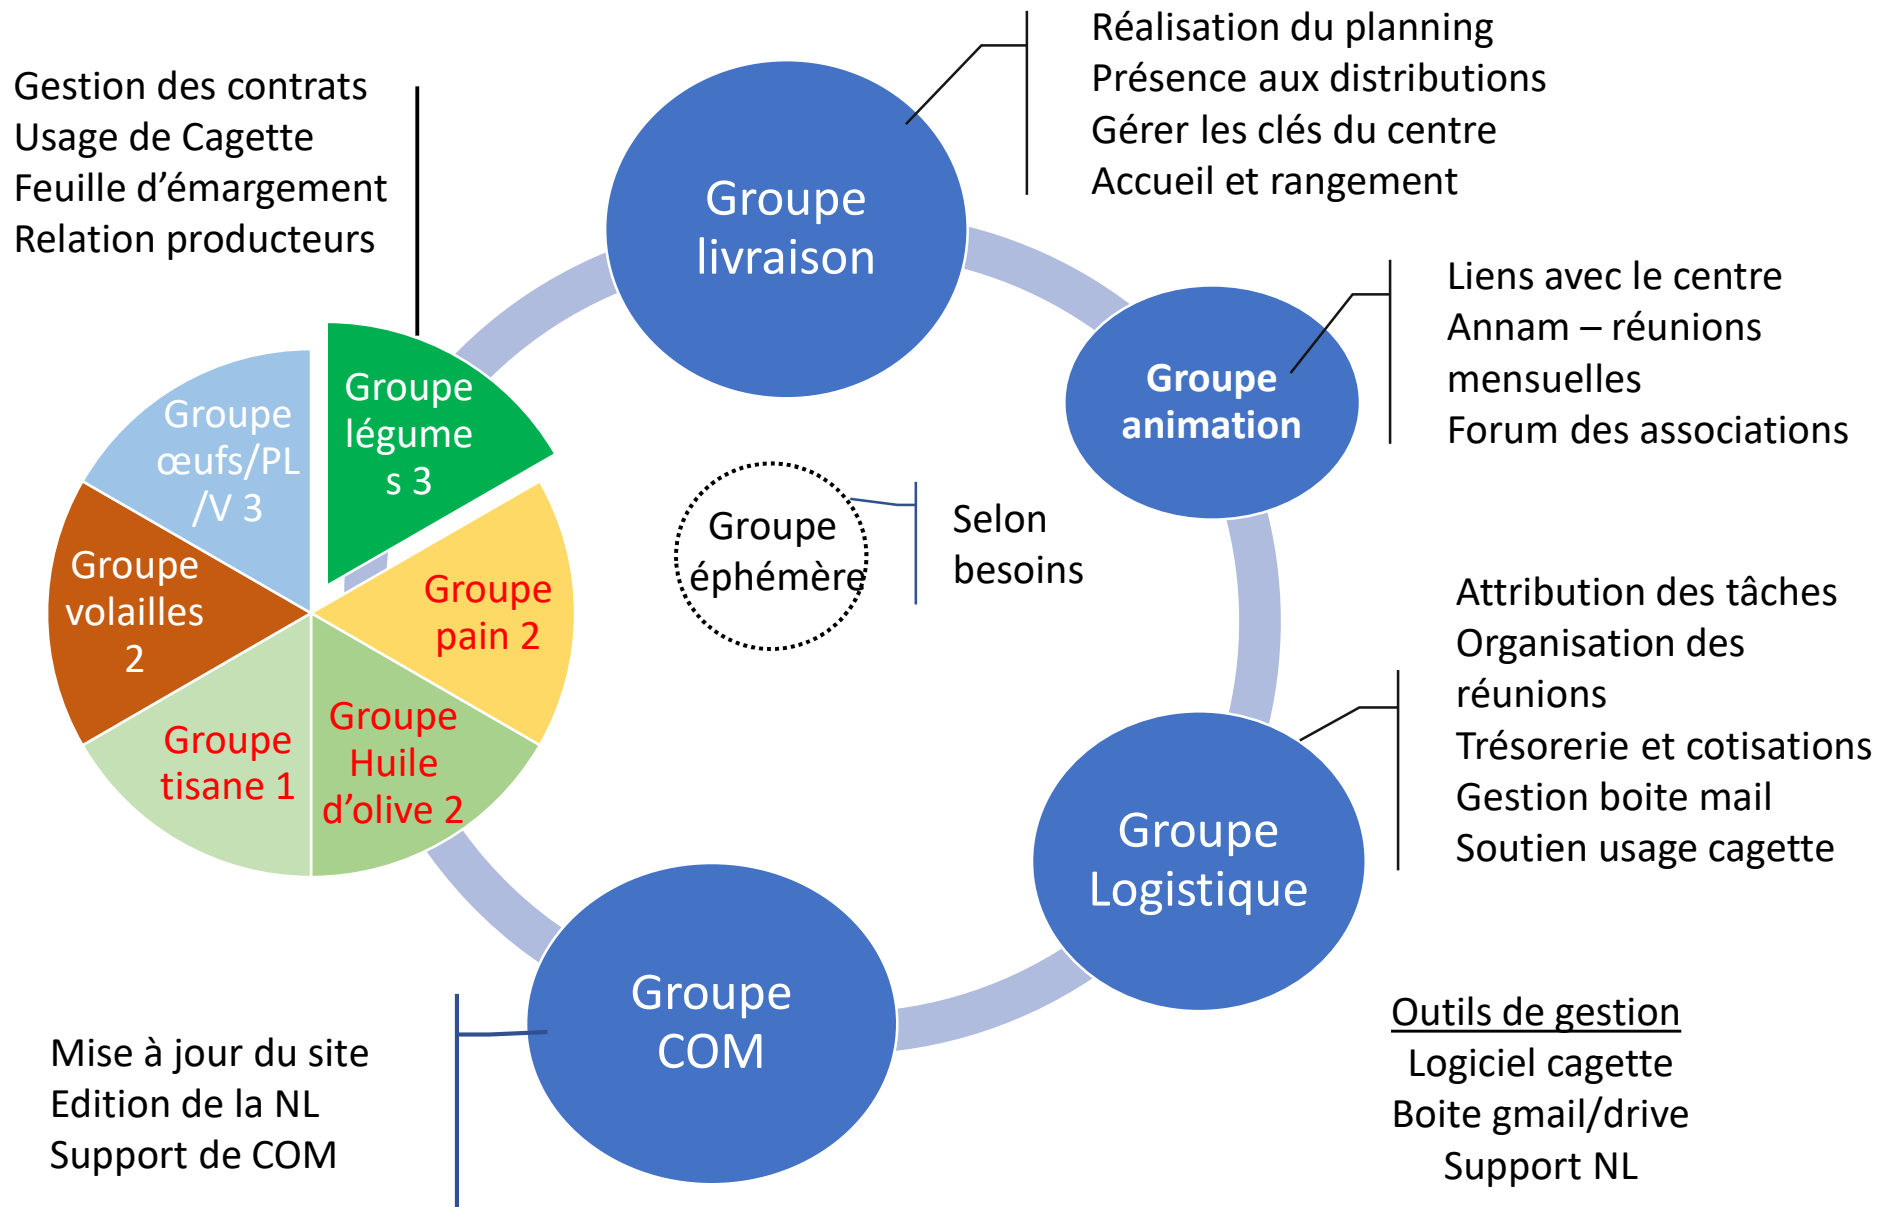 Gestion des contrats
Usage de Cagette
Feuille d’émargement
Relation producteurs
Groupe
livraison
Réalisation du planning
Présence aux distributions
Gérer les clés du centre
Accueil et rangement
Groupe
animation
Liens avec le centre
Annam – réunions
mensuelles
Forum des associations
Groupe
légume
s 3
Groupe
œufs/PL
/V 3
Groupe
volailles
2
Groupe
pain 2
Groupe
tisane 1
Groupe
Huile
d’olive 2
Groupe
éphémère
Selon
besoins
Groupe
Logistique
Attribution des tâches
Organisation des
réunions
Trésorerie et cotisations
Gestion boite mail
Soutien usage cagette
Groupe
COM
Mise à jour du site
Edition de la NL
Support de COM
Outils de gestion
Logiciel cagette
Boite gmail/drive
Support NL